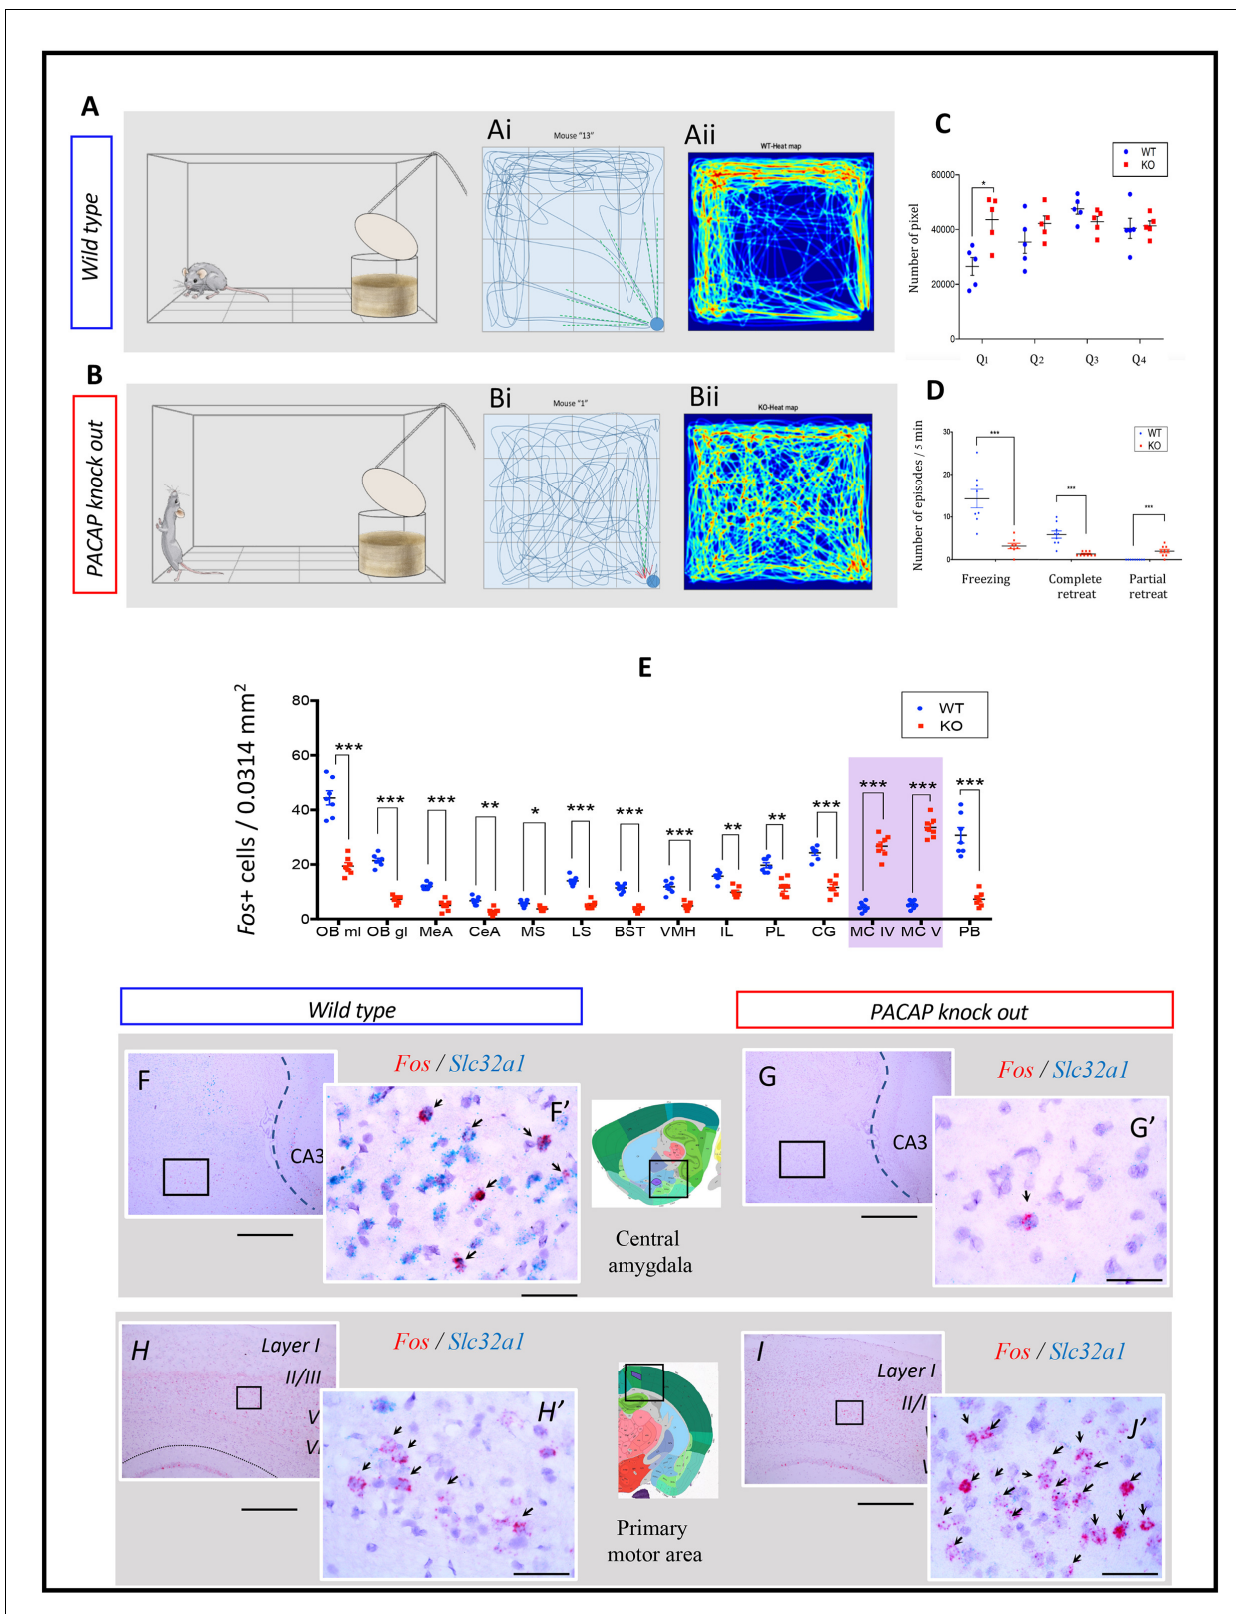 A
Wild type
Ai
Mouse "13"
Aii
WT-Heat map
C
WT
KO
Number of pixel
60000
40000
20000
0
*
Q1
Q2
Q3
Q4
B
PACAP knock out
Bi
Mouse "1"
Bii
KO-Heat map
D
WT
KO
Number of episodes / 5 min
30
20
10
0
***
***
***
Freezing
Complete retreat
Partial retreat
E
Fos+ cells / 0.0314 mm2
WT
KO
80
60
40
20
0
*** *** *** ** * *** *** *** ** ** *** *** *** ***
OB ml OB gl MeA CeA MS LS BST VMH IL PL CG MC IV MC V PB
Wild type
PACAP knock out
F
CA3
Fos / Slc32a1
F'
Central
amygdala
G
CA3
Fos / Slc32a1
G'
H
Layer I
II/III
V
VI
Fos / Slc32a1
H'
Primary
motor area
I
Layer I
II/I
V
Fos / Slc32a1
J'